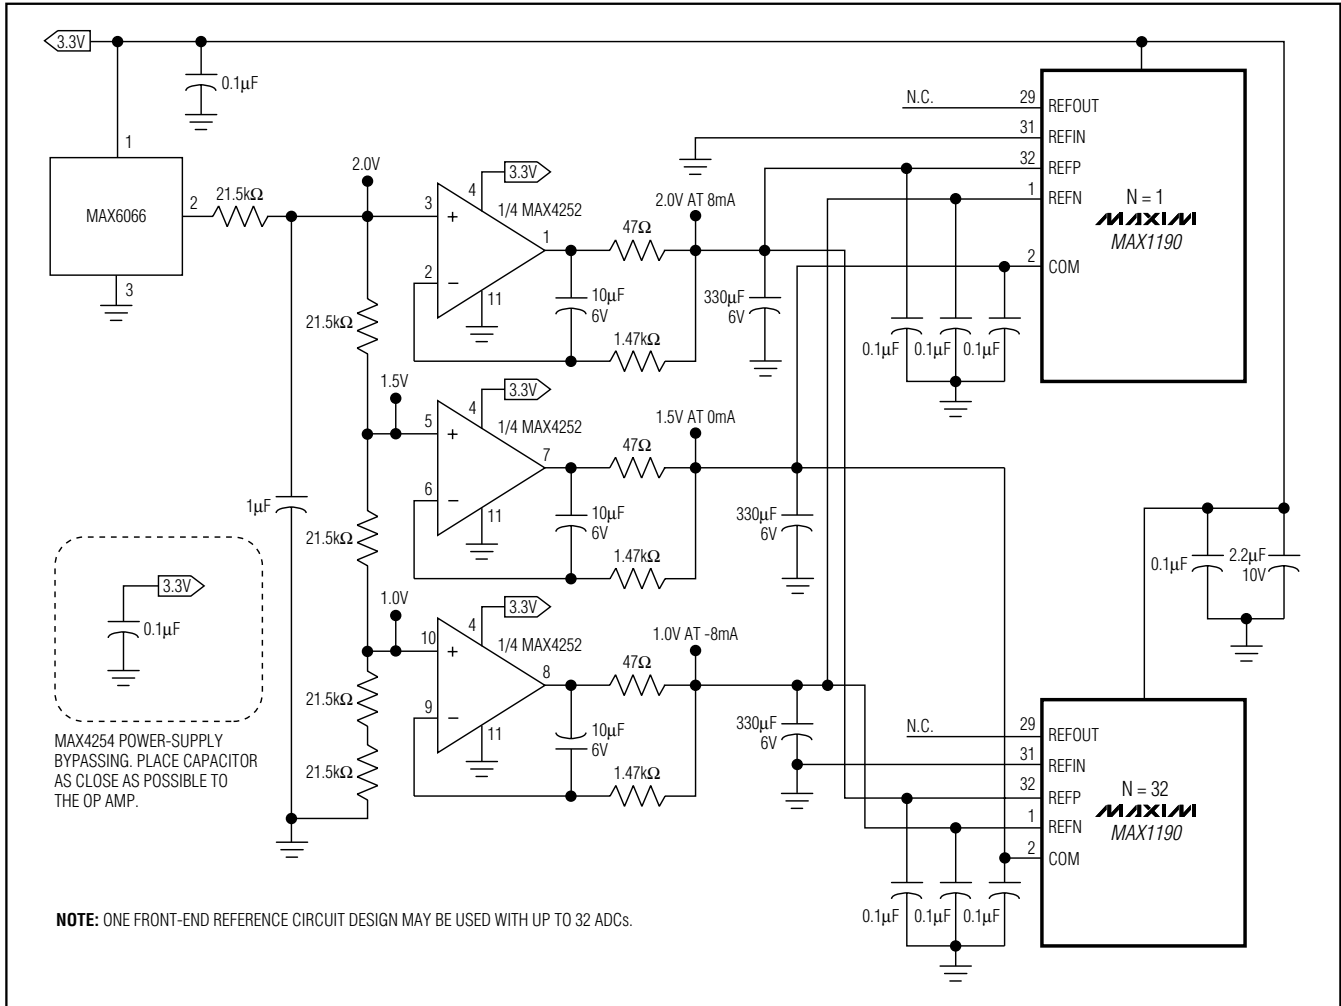 3.3V
0.1µF
1
MAX6066
2
3
21.5kΩ
2.0V
21.5kΩ
1µF
3
+
2
−
4
3.3V
1/4 MAX4252
1
11
10µF
6V
47Ω
1.47kΩ
2.0V AT 8mA
330µF
6V
1.5V
21.5kΩ
5
+
6
−
4
3.3V
1/4 MAX4252
7
11
10µF
6V
47Ω
1.47kΩ
1.5V AT 0mA
330µF
6V
1.0V
21.5kΩ
21.5kΩ
10
+
9
−
4
3.3V
1/4 MAX4252
8
11
10µF
6V
47Ω
1.47kΩ
1.0V AT -8mA
330µF
6V
N.C.
29
REFOUT
31
REFIN
32
REFP
1
REFN
2
COM
N = 1
MAXIM
MAX1190
0.1µF
0.1µF
0.1µF
0.1µF
2.2µF
10V
N.C.
29
REFOUT
31
REFIN
32
REFP
1
REFN
2
COM
N = 32
MAXIM
MAX1190
0.1µF
0.1µF
0.1µF
3.3V
0.1µF
MAX4254 POWER-SUPPLY
BYPASSING. PLACE CAPACITOR
AS CLOSE AS POSSIBLE TO
THE OP AMP.
NOTE: ONE FRONT-END REFERENCE CIRCUIT DESIGN MAY BE USED WITH UP TO 32 ADCs.